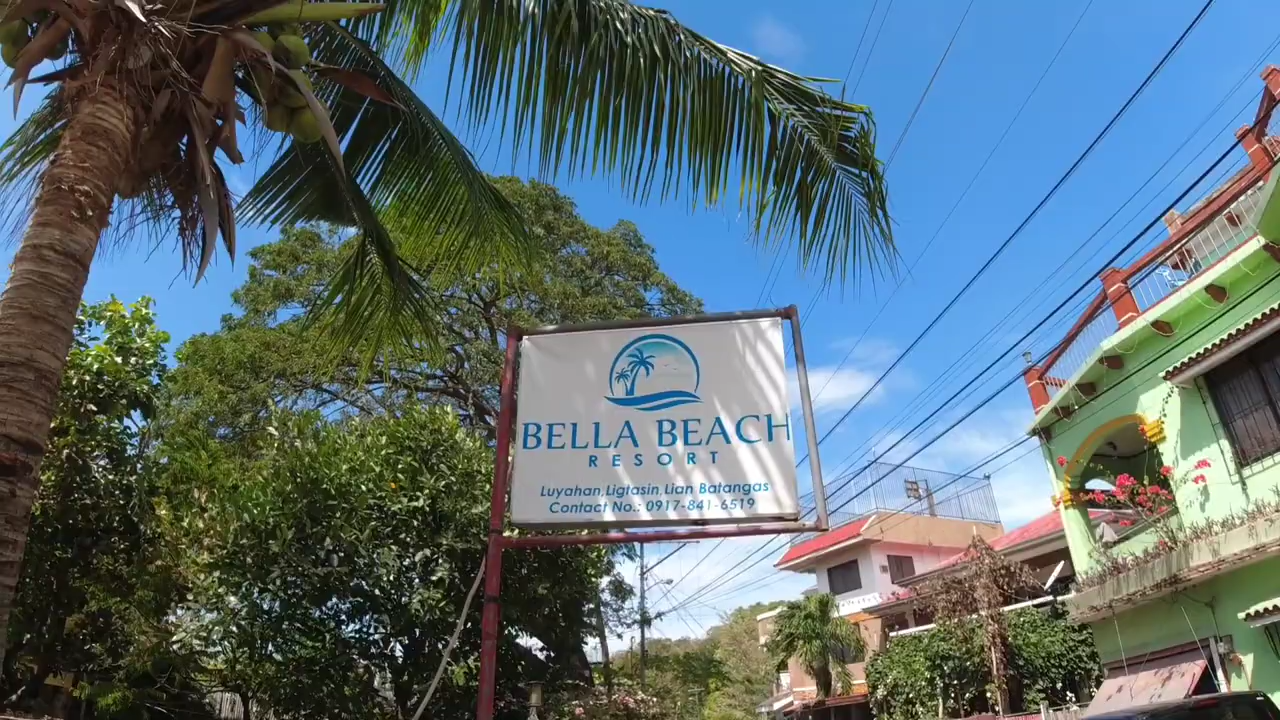 BELLA BEACH
RESORT
Luyahan,Ligtasin,Lian Batangas
Contact No.: 0917-841-6519